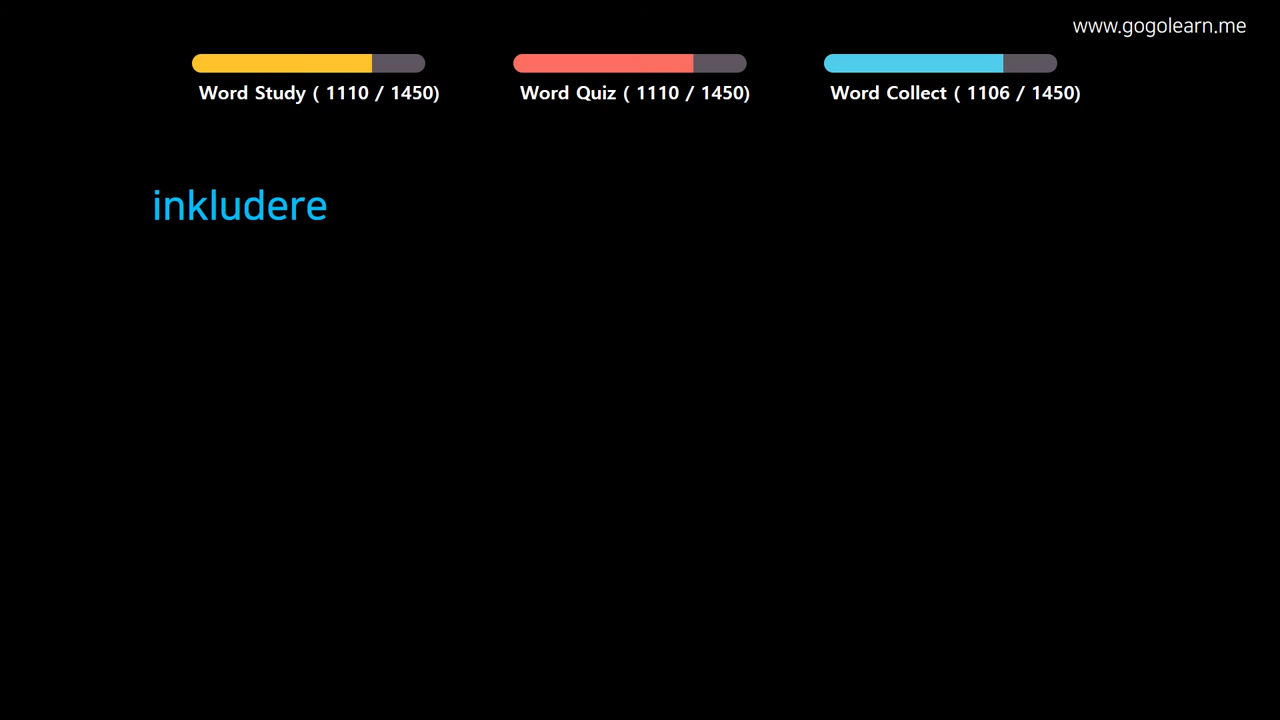 www.gogolearn.me
Word Study ( 1110 / 1450)
Word Quiz ( 1110 / 1450)
Word Collect ( 1106 / 1450)
inkludere